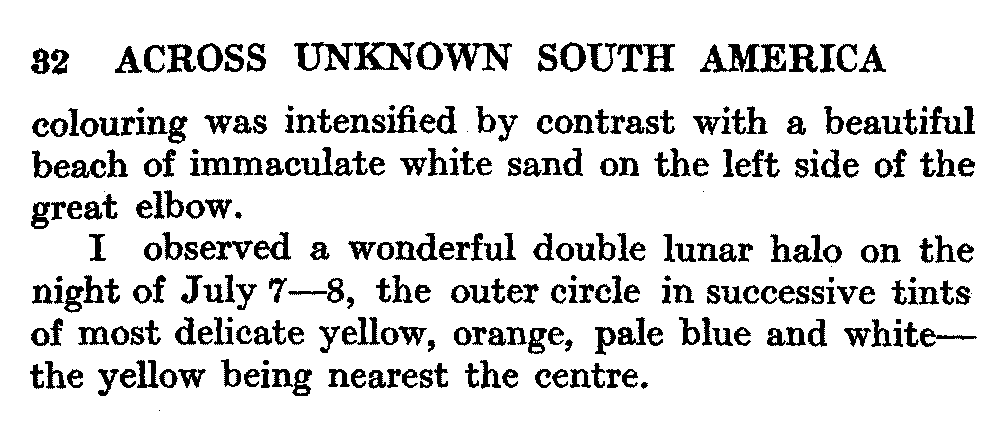 32 ACROSS UNKNOWN SOUTH AMERICA
colouring was intensified by contrast with a beautiful
beach of immaculate white sand on the left side of the
great elbow.
I observed a wonderful double lunar halo on the
night of July 7—8, the outer circle in successive tints
of most delicate yellow, orange, pale blue and white—
the yellow being nearest the centre.